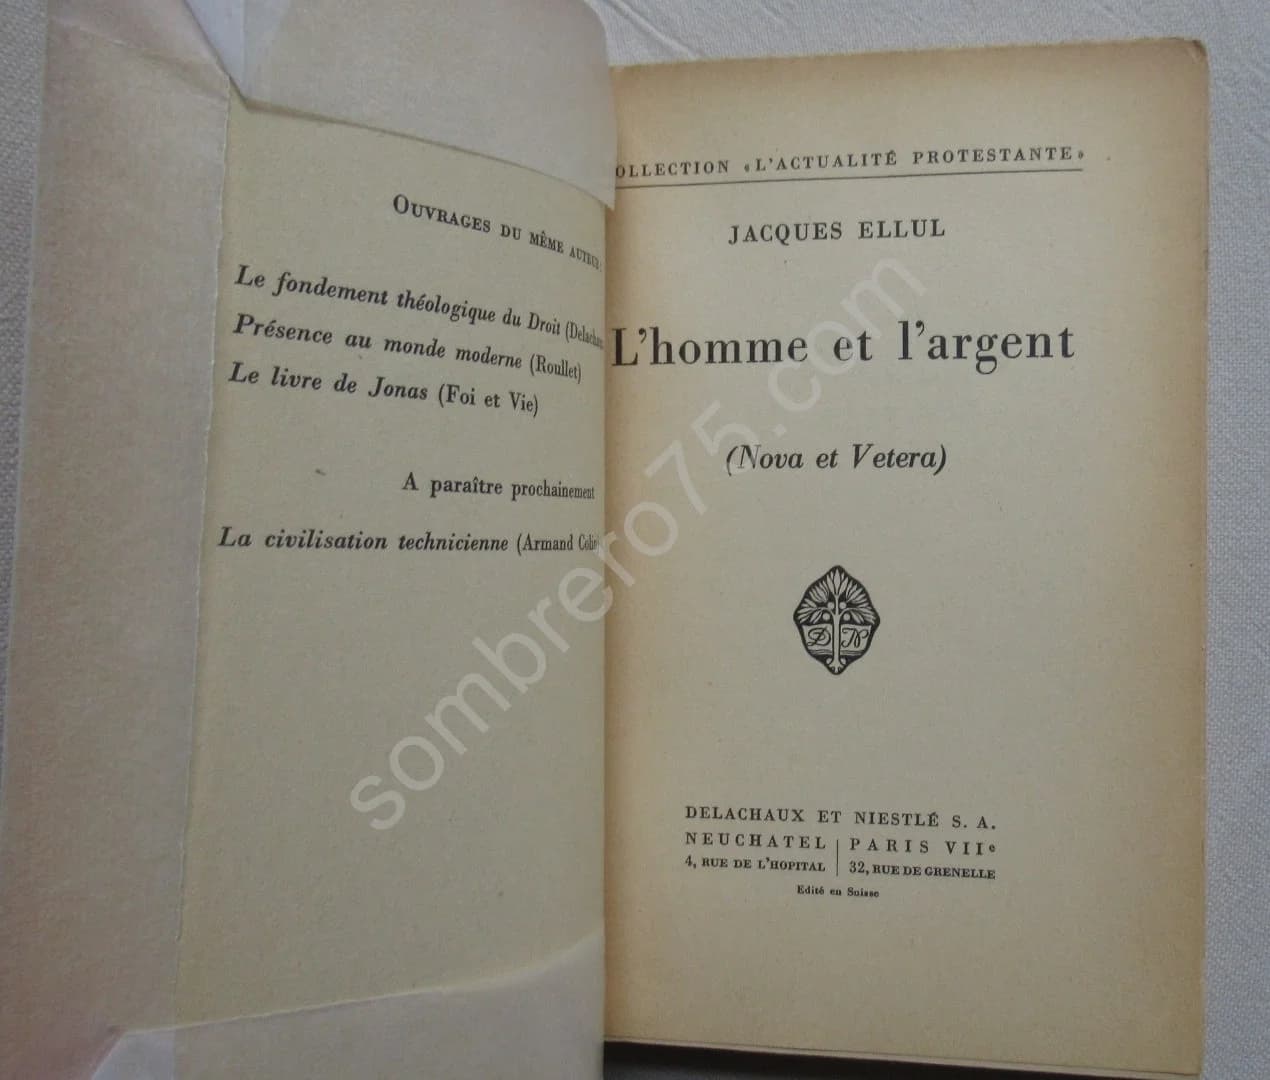 OUVRAGES DU MÊME AUTEUR:
Le fondement théologique du Droit (Delachau
Présence au monde moderne (Roullet)
Le livre de Jonas (Foi et Vie)
A paraître prochainement
La civilisation technicienne (Armand Colin
OLLECTION «L'ACTUALITÉ PROTESTANTE»
JACQUES ELLUL
L'homme et l'argent
(Nova et Vetera)
D N
DELACHAUX ET NIESTLÉ S. A.
NEUCHATEL | PARIS VIIe
4, RUE DE L'HOPITAL | 32, RUE DE GRENELLE
Edité en Suisse
sombrero75.com